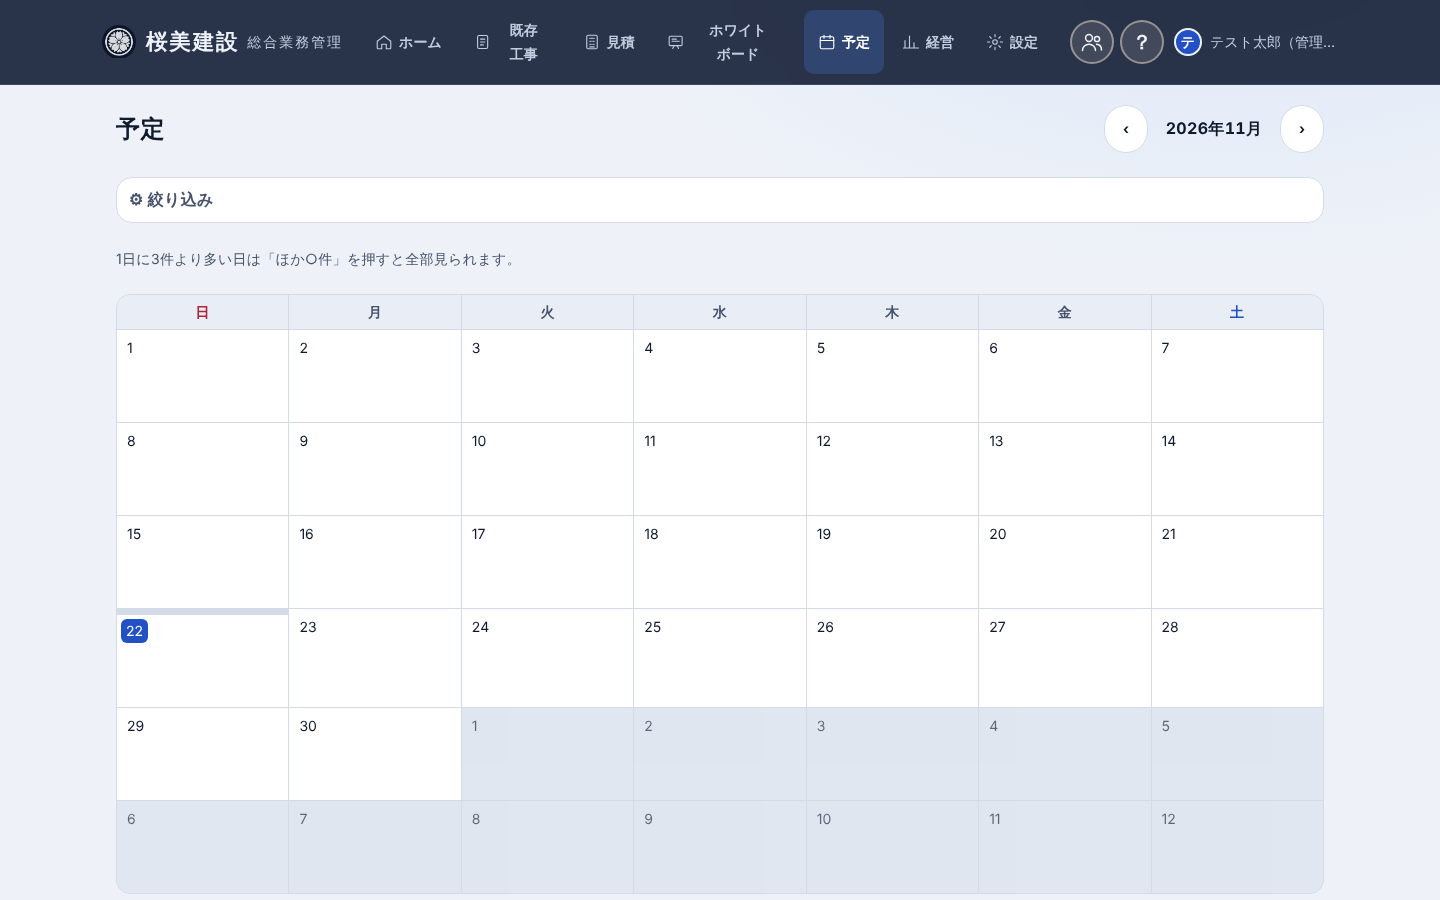 桜美建設 総合業務管理 ホーム 既存工事 見積 ホワイトボード 予定 経営 設定 ? テ テスト太郎（管理...
予定 ‹ 2026年11月 ›
⚙ 絞り込み
1日に3件より多い日は「ほか○件」を押すと全部見られます。
日 月 火 水 木 金 土
1 2 3 4 5 6 7
8 9 10 11 12 13 14
15 16 17 18 19 20 21
22 23 24 25 26 27 28
29 30 1 2 3 4 5
6 7 8 9 10 11 12